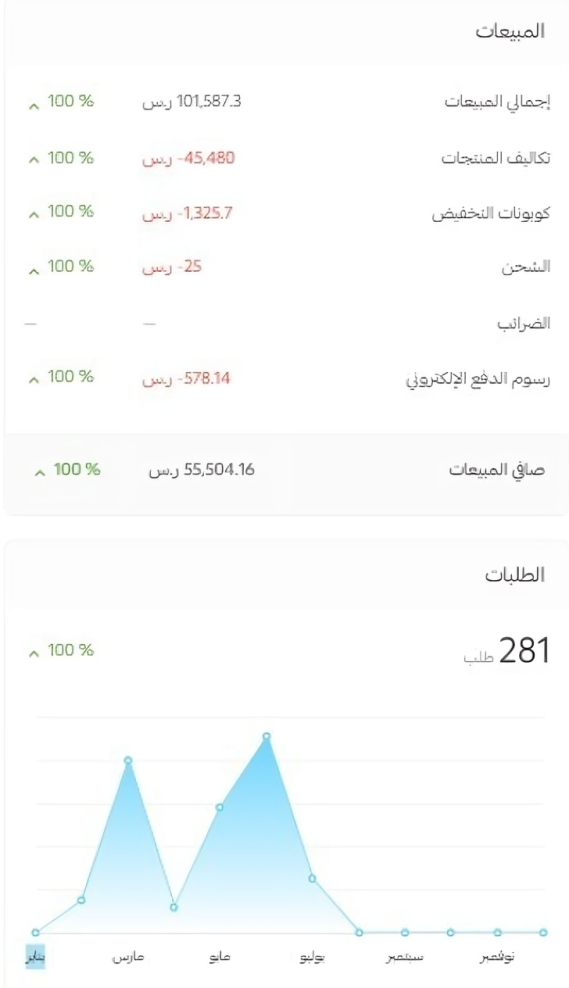 المبيعات
إجمالي المبيعات 101,587.3 ر.س 100 %
تكاليف المنتجات -45,480 ر.س 100 %
كوبونات التخفيض -1,325.7 ر.س 100 %
الشحن -25 ر.س 100 %
الضرائب — —
رسوم الدفع الإلكتروني -578.14 ر.س 100 %
صافي المبيعات 55,504.16 ر.س 100 %
الطلبات
281 طلب 100 %
يناير مارس مايو يوليو سبتمبر نوفمبر